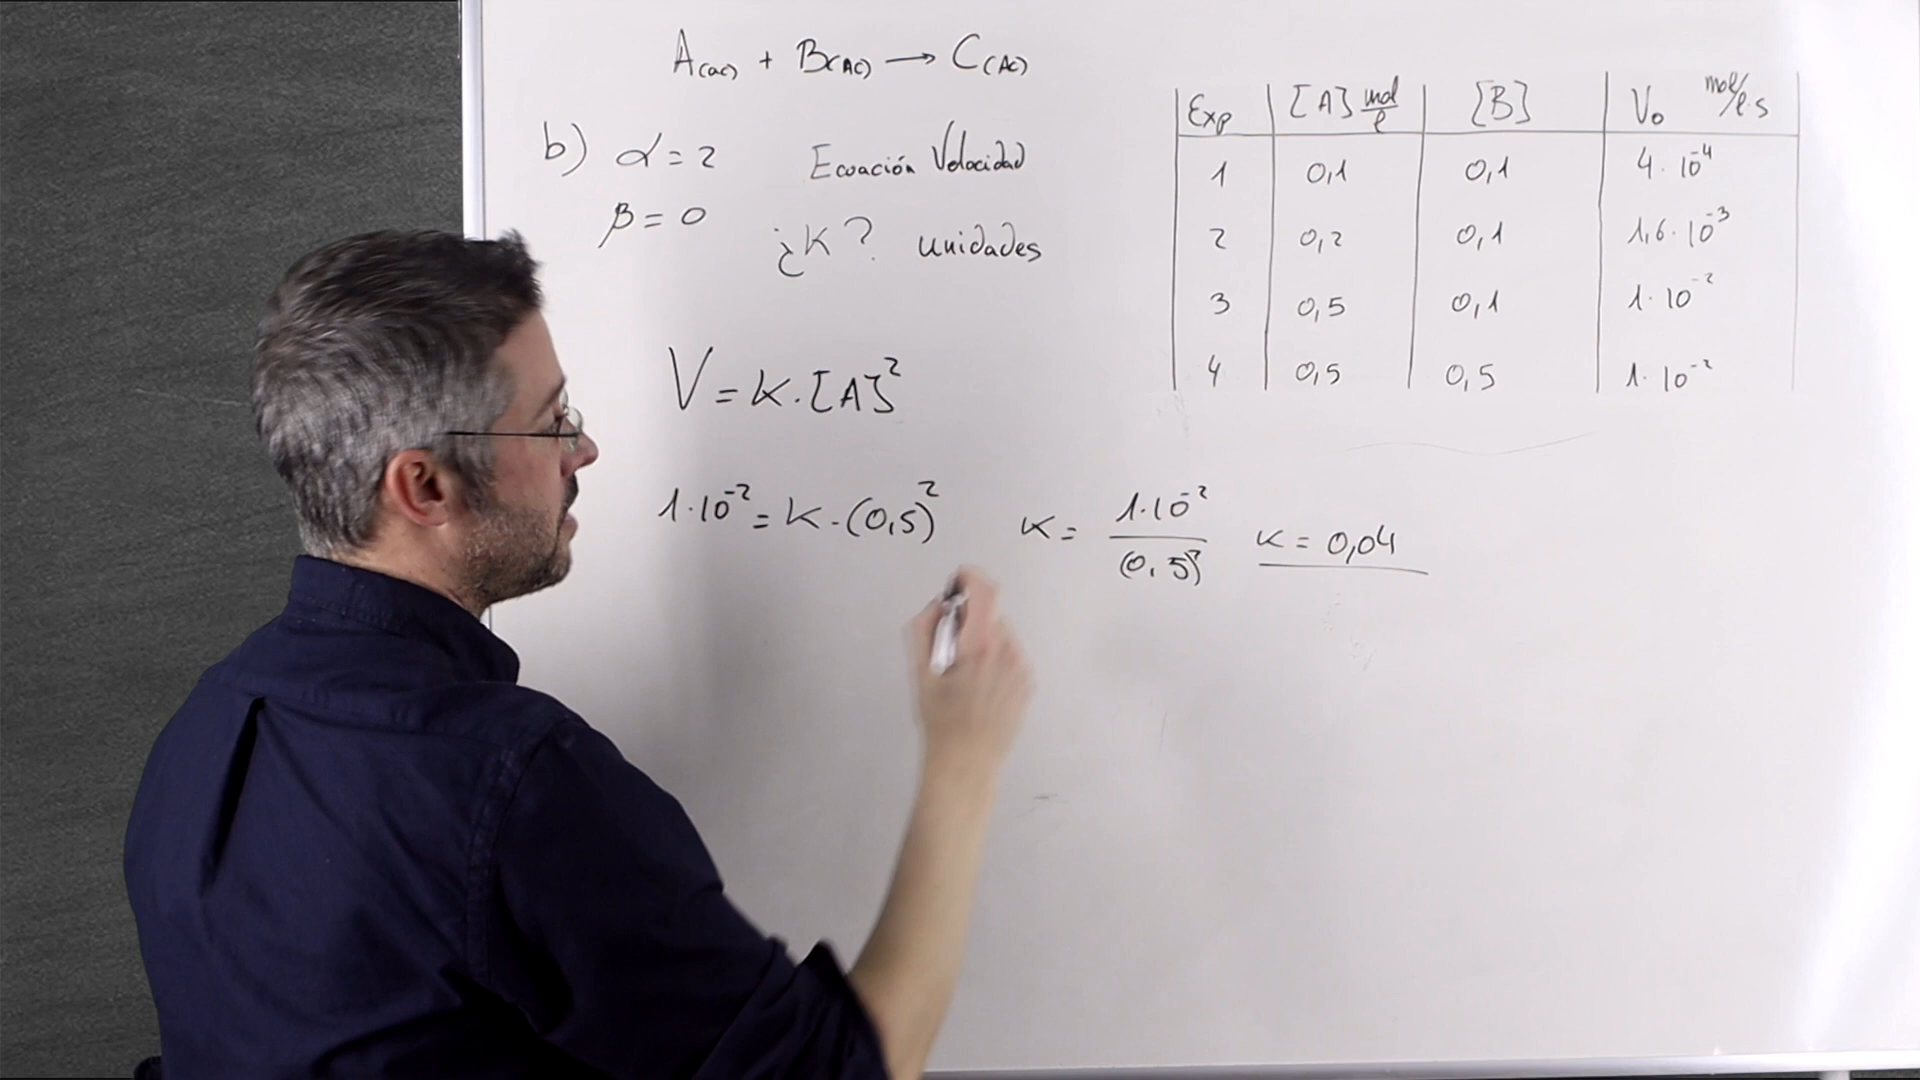 A(ac) + B(AC) → C(AC)
b) α = 2 Ecuación Velocidad
β = 0 ¿K? unidades
V = K · [A]²
1·10⁻² = K · (0,5)² K = 1·10⁻² / (0,5)² K = 0,04
Exp [A] mol/l [B] V₀ mol/l·s
1 0,1 0,1 4·10⁻⁴
2 0,2 0,1 1,6·10⁻³
3 0,5 0,1 1·10⁻²
4 0,5 0,5 1·10⁻²